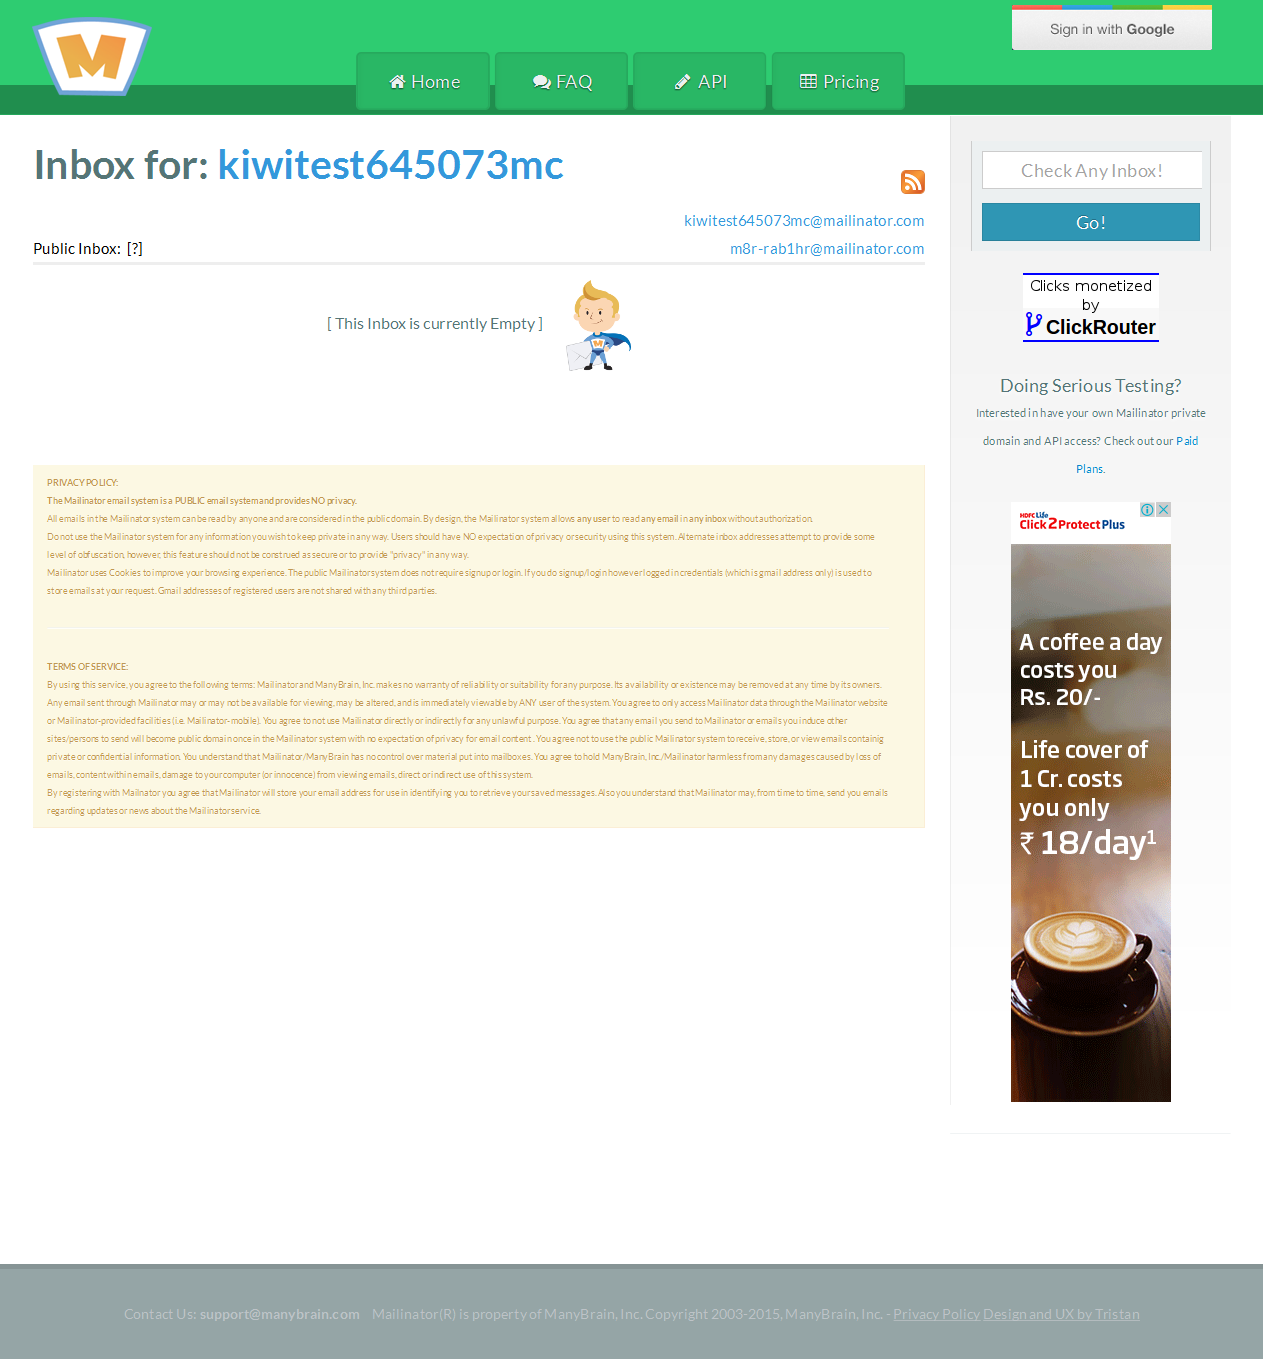 M
Sign in with Google
Home
FAQ
API
Pricing
Inbox for: kiwitest645073mc
kiwitest645073mc@mailinator.com
Public Inbox: [?]
m8r-rab1hr@mailinator.com
[ This Inbox is currently Empty ]
M
PRIVACY POLICY:
The Mailinator email system is a PUBLIC email system and provides NO privacy.
All emails in the Mailinator system can be read by anyone and are considered in the public domain. By design, the Mailinator system allows any user to read any email in any inbox without authorization.
Do not use the Mailinator system for any information you wish to keep private in any way. Users should have NO expectation of privacy or security using this system. Alternate inbox addresses attempt to provide some
level of obfuscation, however, this feature should not be construed as secure or to provide "privacy" in any way.
Mailinator uses Cookies to improve your browsing experience. The public Mailinator system does not require signup or login. If you do signup/login however logged in credentials (which is gmail address only) is used to
store emails at your request. Gmail addresses of registered users are not shared with any third parties.
TERMS OF SERVICE:
By using this service, you agree to the following terms: Mailinator and ManyBrain, Inc. makes no warranty of reliability or suitability for any purpose. Its availability or existence may be removed at any time by its owners.
Any email sent through Mailinator may or may not be available for viewing, may be altered, and is immediately viewable by ANY user of the system. You agree to only access Mailinator data through the Mailinator website
or Mailinator-provided facilities (i.e. Mailinator-mobile). You agree to not use Mailinator directly or indirectly for any unlawful purpose. You agree that any email you send to Mailinator or emails you induce other
sites/persons to send will become public domain once in the Mailinator system with no expectation of privacy for email content . You agree not to use the public Mailinator system to receive, store, or view emails containig
private or confidential information. You understand that Mailinator/ManyBrain has no control over material put into mailboxes. You agree to hold ManyBrain, Inc./Mailinator harmless from any damages caused by loss of
emails, content within emails, damage to your computer (or innocence) from viewing emails, direct or indirect use of this system.
By registering with Mailnator you agree that Mailinator will store your email address for use in identifying you to retrieve your saved messages. Also you understand that Mailinator may, from time to time, send you emails
regarding updates or news about the Mailinator service.
Check Any Inbox!
Go!
Clicks monetized
by
ClickRouter
Doing Serious Testing?
Interested in have your own Mailinator private
domain and API access? Check out our Paid
Plans.
HDFC Life
Click2Protect Plus
A coffee a day
costs you
Rs. 20/-
Life cover of
1 Cr. costs
you only
₹ 18/day1
Contact Us: support@manybrain.com Mailinator(R) is property of ManyBrain, Inc. Copyright 2003-2015, ManyBrain, Inc. - Privacy Policy Design and UX by Tristan